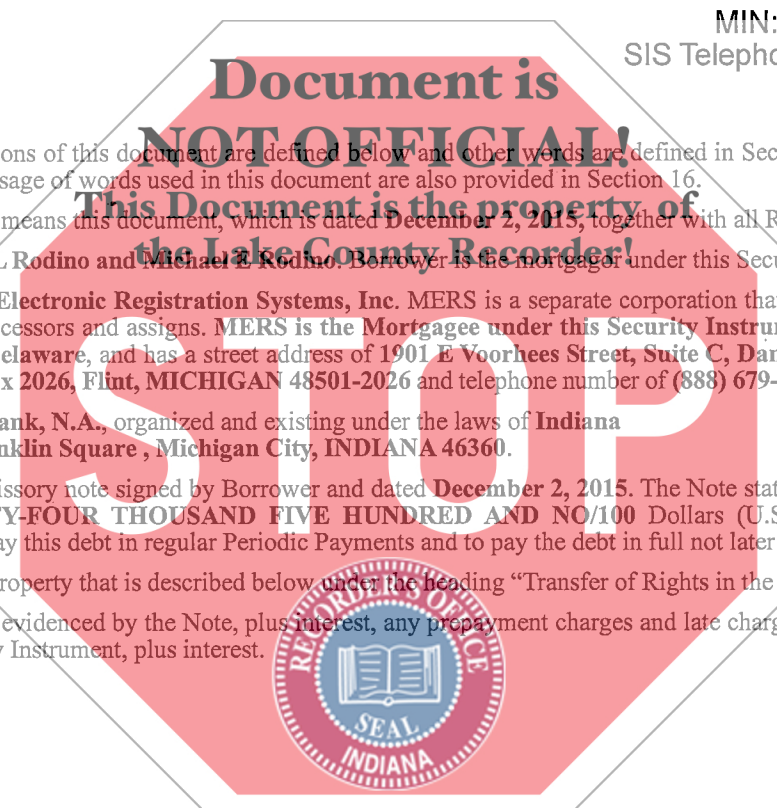 MIN:
SIS Telepho
Document is
NOT OFFICIAL!
This Document is the property of
the Lake County Recorder!
ons of this document are defined below and other words are defined in Sec
sage of words used in this document are also provided in Section 16.
means this document, which is dated December 2, 2015, together with all R
L Rodino and Michael E Rodino. Borrower is the mortgagor under this Secu
Electronic Registration Systems, Inc. MERS is a separate corporation tha
cessors and assigns. MERS is the Mortgagee under this Security Instrum
elaware, and has a street address of 1901 E Voorhees Street, Suite C, Dan
x 2026, Flint, MICHIGAN 48501-2026 and telephone number of (888) 679-
ank, N.A., organized and existing under the laws of Indiana
nklin Square , Michigan City, INDIANA 46360.
issory note signed by Borrower and dated December 2, 2015. The Note stat
TY-FOUR THOUSAND FIVE HUNDRED AND NO/100 Dollars (U.S
ay this debt in regular Periodic Payments and to pay the debt in full not later
roperty that is described below under the heading “Transfer of Rights in the
evidenced by the Note, plus interest, any prepayment charges and late charg
y Instrument, plus interest.
STOP
RECORDER'S OFFICE
SEAL
INDIANA